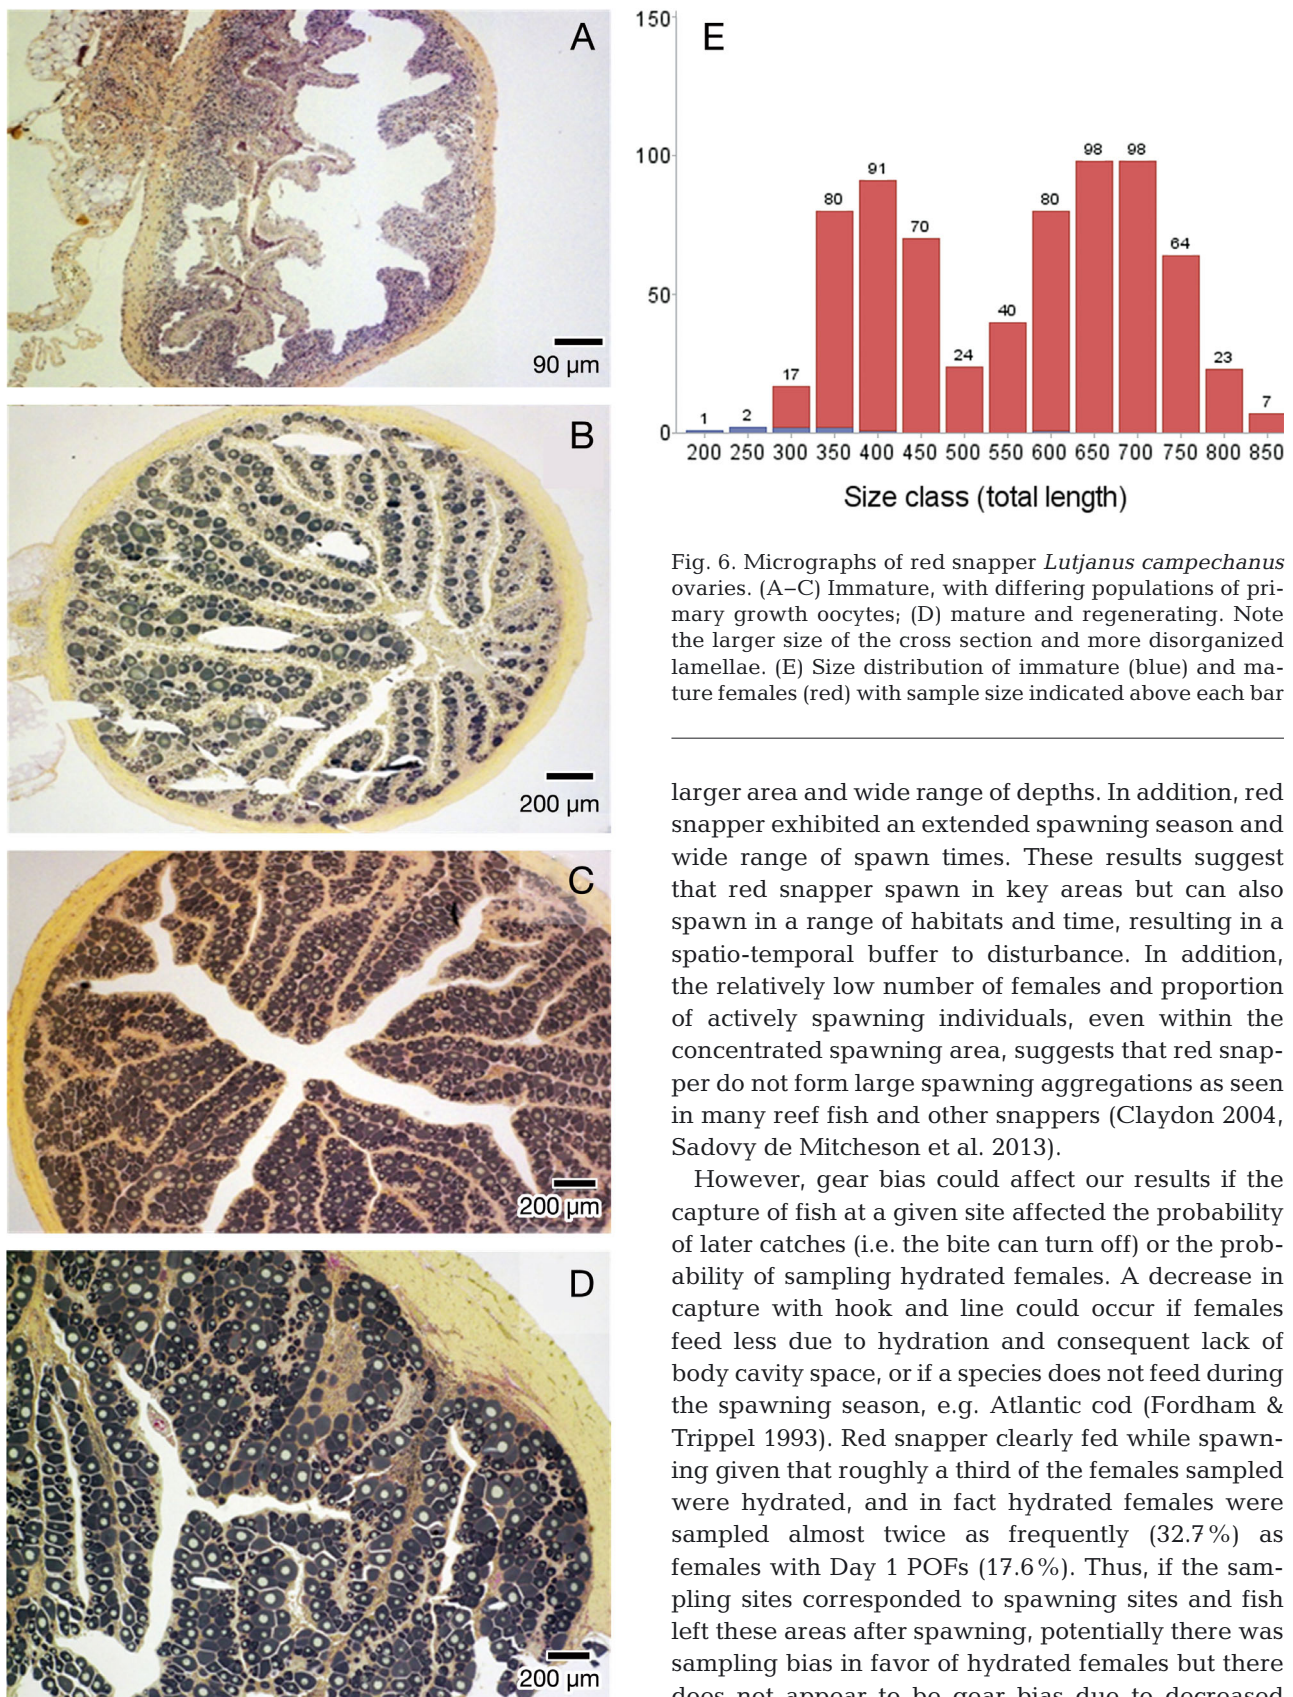 A
90 µm
B
200 µm
C
200 µm
D
200 µm
E
150
100
50
0
1
2
17
80
91
70
24
40
80
98
98
64
23
7
200 250 300 350 400 450 500 550 600 650 700 750 800 850
Size class (total length)
Fig. 6. Micrographs of red snapper Lutjanus campechanus
ovaries. (A–C) Immature, with differing populations of pri-
mary growth oocytes; (D) mature and regenerating. Note
the larger size of the cross section and more disorganized
lamellae. (E) Size distribution of immature (blue) and ma-
ture females (red) with sample size indicated above each bar
larger area and wide range of depths. In addition, red
snapper exhibited an extended spawning season and
wide range of spawn times. These results suggest
that red snapper spawn in key areas but can also
spawn in a range of habitats and time, resulting in a
spatio-temporal buffer to disturbance. In addition,
the relatively low number of females and proportion
of actively spawning individuals, even within the
concentrated spawning area, suggests that red snap-
per do not form large spawning aggregations as seen
in many reef fish and other snappers (Claydon 2004,
Sadovy de Mitcheson et al. 2013).
However, gear bias could affect our results if the
capture of fish at a given site affected the probability
of later catches (i.e. the bite can turn off) or the prob-
ability of sampling hydrated females. A decrease in
capture with hook and line could occur if females
feed less due to hydration and consequent lack of
body cavity space, or if a species does not feed during
the spawning season, e.g. Atlantic cod (Fordham &
Trippel 1993). Red snapper clearly fed while spawn-
ing given that roughly a third of the females sampled
were hydrated, and in fact hydrated females were
sampled almost twice as frequently (32.7%) as
females with Day 1 POFs (17.6%). Thus, if the sam-
pling sites corresponded to spawning sites and fish
left these areas after spawning, potentially there was
sampling bias in favor of hydrated females but there
does not appear to be gear bias due to decreased